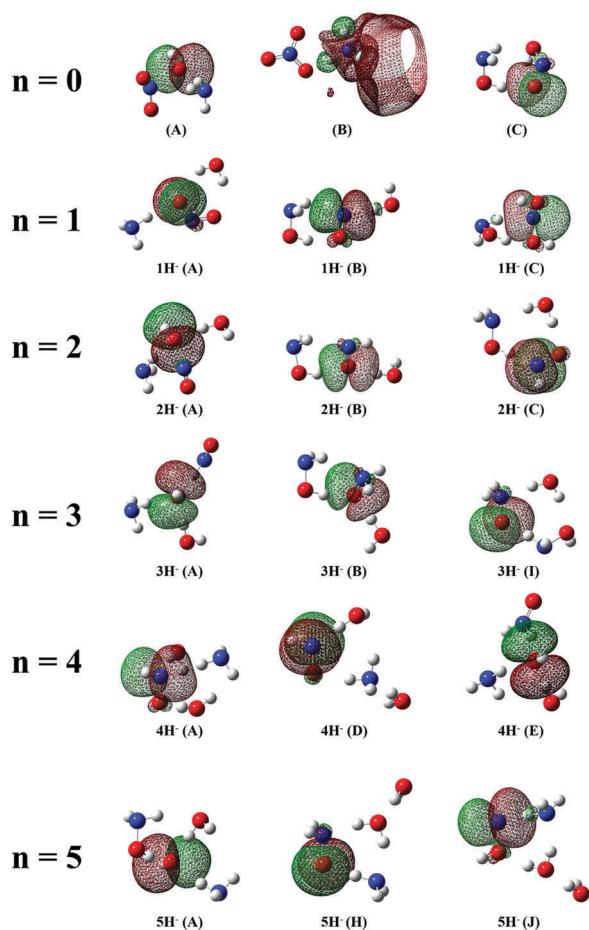 n = 0
(A) (B) (C)
n = 1
1H⁻ (A) 1H⁻ (B) 1H⁻ (C)
n = 2
2H⁻ (A) 2H⁻ (B) 2H⁻ (C)
n = 3
3H⁻ (A) 3H⁻ (B) 3H⁻ (I)
n = 4
4H⁻ (A) 4H⁻ (D) 4H⁻ (E)
n = 5
5H⁻ (A) 5H⁻ (H) 5H⁻ (J)